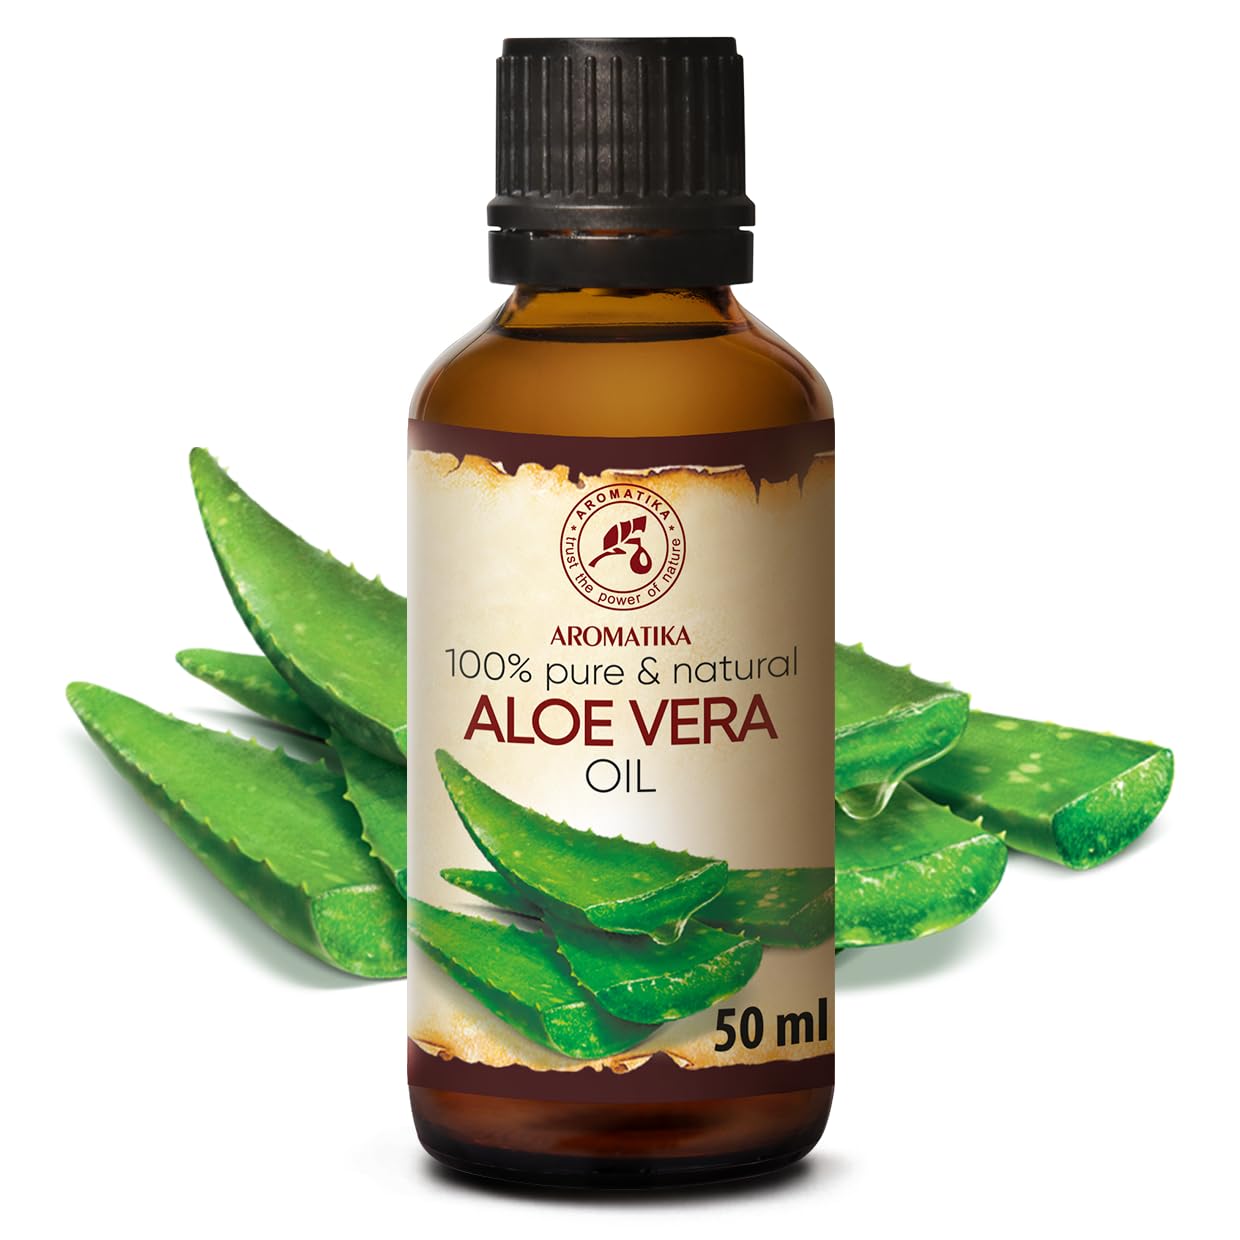 ★ AROMATIKA ★
trust the power of nature
AROMATIKA
100% pure & natural
ALOE VERA
OIL
50 ml